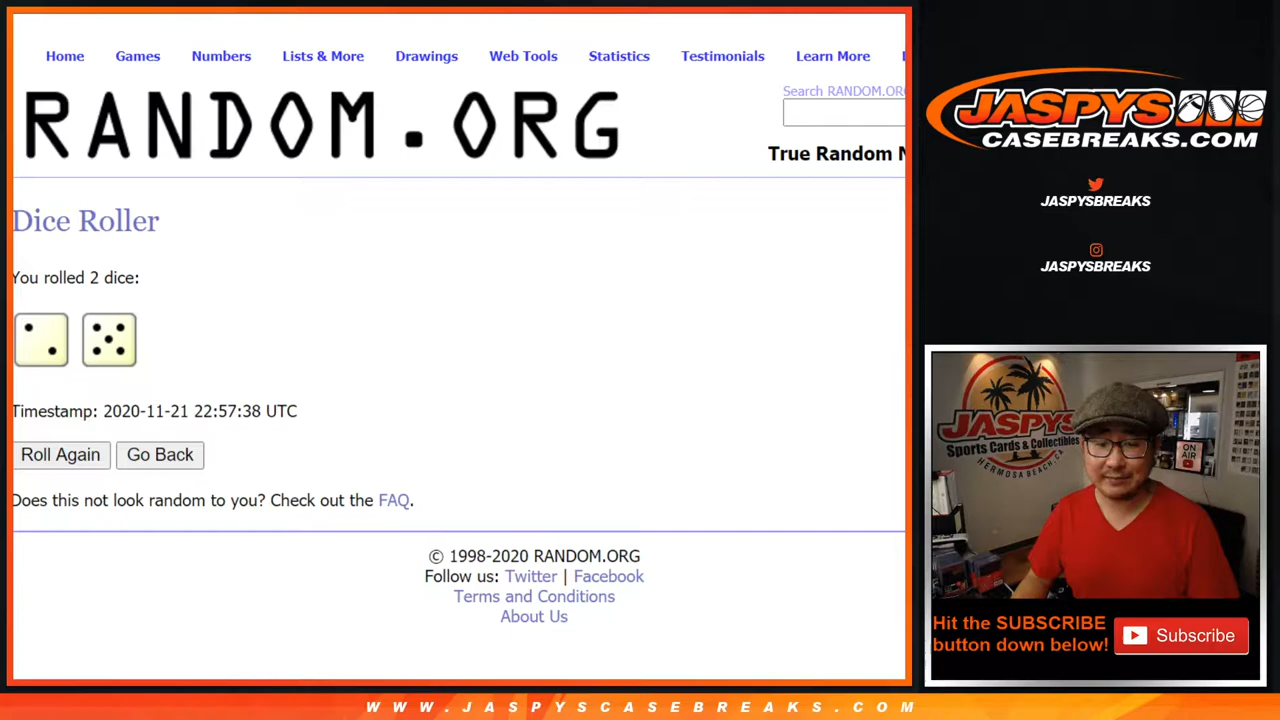 Home Games Numbers Lists & More Drawings Web Tools Statistics Testimonials Learn More
Search RANDOM.ORG
RANDOM.ORG
True Random N
Dice Roller
You rolled 2 dice:
Timestamp: 2020-11-21 22:57:38 UTC
Roll Again Go Back
Does this not look random to you? Check out the FAQ.
© 1998-2020 RANDOM.ORG
Follow us: Twitter | Facebook
Terms and Conditions
About Us
JASPYS
CASEBREAKS.COM
JASPYSBREAKS
JASPYSBREAKS
JASPYS
Sports Cards & Collectibles
HERMOSA BEACH, CA
ON
AIR
Hit the SUBSCRIBE
button down below!
Subscribe
WWW.JASPYSCASEBREAKS.COM